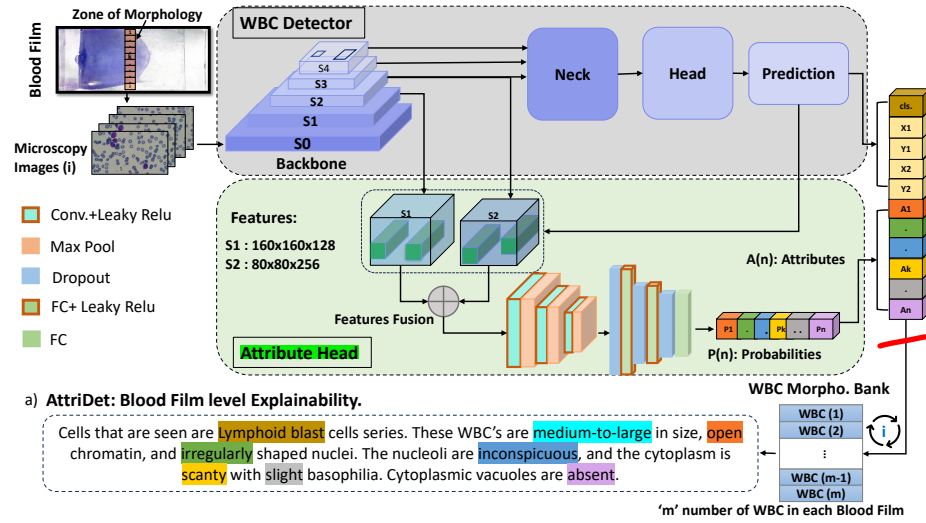 Zone of Morphology
WBC Detector
Blood Film
Microscopy
Images (i)
S4
S3
S2
S1
S0
Backbone
Neck
Head
Prediction
cls.
X1
Y1
X2
Y2
A1
.
.
Ak
.
An
Conv.+Leaky Relu
Max Pool
Dropout
FC+ Leaky Relu
FC
Features:
S1 : 160x160x128
S2 : 80x80x256
S1
S2
Features Fusion
Attribute Head
A(n): Attributes
P1
.
.
Pk
. .
Pn
P(n): Probabilities
WBC Morpho. Bank
WBC (1)
WBC (2)
⋮
WBC (m-1)
WBC (m)
i
'm' number of WBC in each Blood Film
a) AttriDet: Blood Film level Explainability.
Cells that are seen are Lymphoid blast cells series. These WBC's are medium-to-large in size, open
chromatin, and irregularly shaped nuclei. The nucleoli are inconspicuous, and the cytoplasm is
scanty with slight basophilia. Cytoplasmic vacuoles are absent.